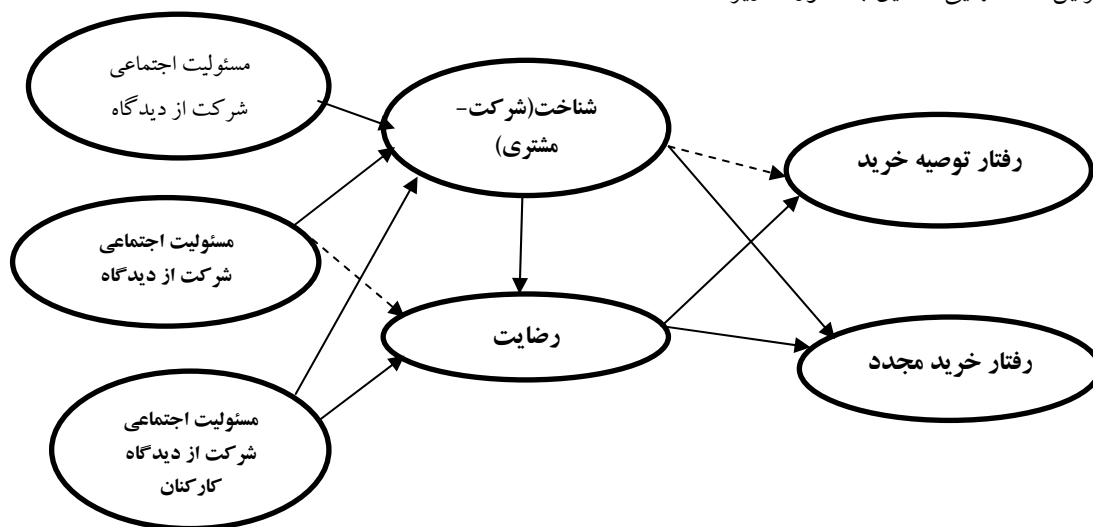 مسئولیت اجتماعی
شرکت از دیدگاه
شناخت(شرکت-
مشتری)
رفتار توصیه خرید
مسئولیت اجتماعی
شرکت از دیدگاه
رضایت
رفتار خرید مجدد
مسئولیت اجتماعی
شرکت از دیدگاه
کارکنان